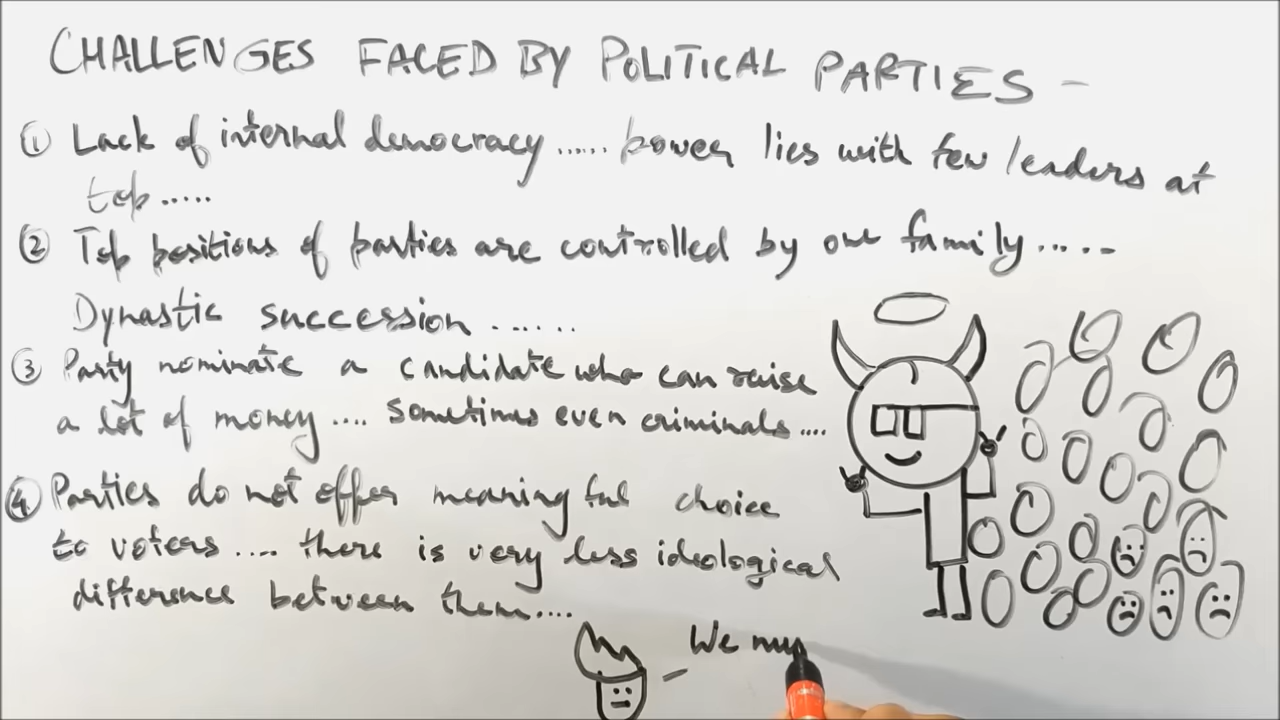 CHALLENGES FACED BY POLITICAL PARTIES -
① Lack of internal democracy ...... power lies with few leaders at
top .....
② Top positions of parties are controlled by one family .....
Dynastic succession ......
③ Party nominate a candidate who can raise
a lot of money .... sometimes even criminals ....
④ Parties do not offer meaningful choice
to voters .... there is very less ideological
difference between them ....
- We mu